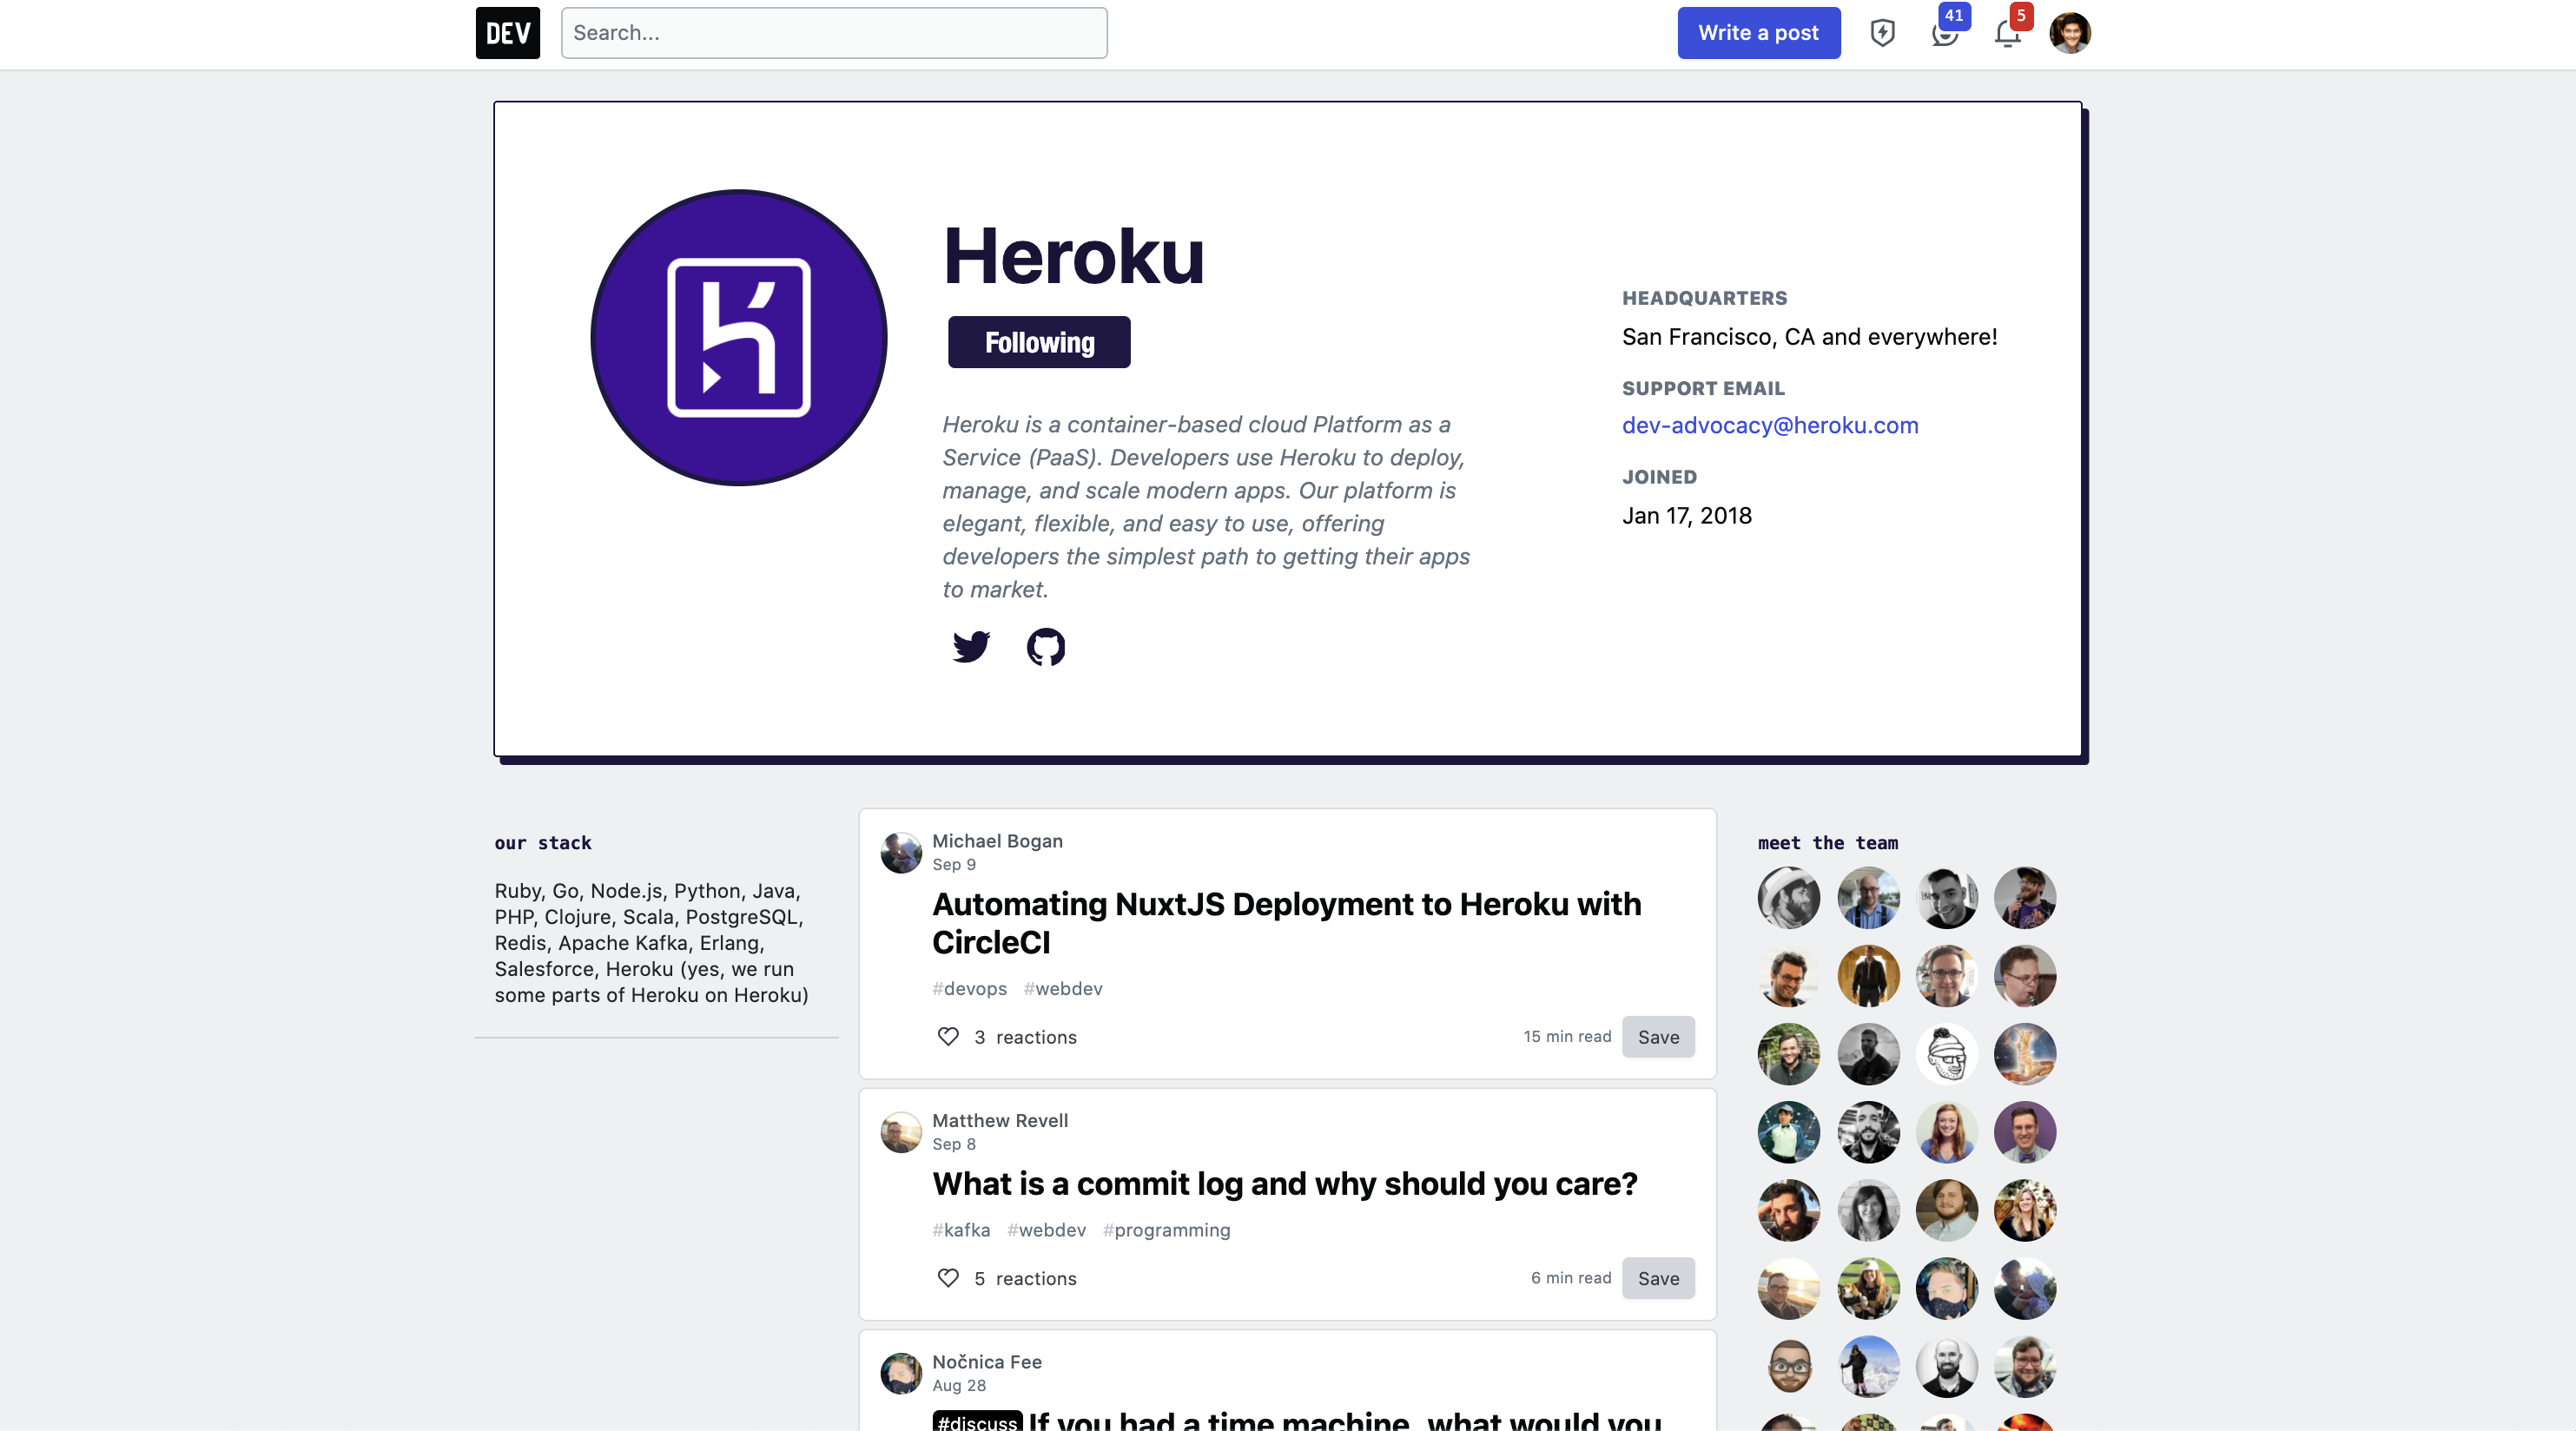 DEV
Search...
Write a post
41
5
Heroku
Following
Heroku is a container-based cloud Platform as a
Service (PaaS). Developers use Heroku to deploy,
manage, and scale modern apps. Our platform is
elegant, flexible, and easy to use, offering
developers the simplest path to getting their apps
to market.
HEADQUARTERS
San Francisco, CA and everywhere!
SUPPORT EMAIL
dev-advocacy@heroku.com
JOINED
Jan 17, 2018
our stack
Ruby, Go, Node.js, Python, Java,
PHP, Clojure, Scala, PostgreSQL,
Redis, Apache Kafka, Erlang,
Salesforce, Heroku (yes, we run
some parts of Heroku on Heroku)
Michael Bogan
Sep 9
Automating NuxtJS Deployment to Heroku with
CircleCI
#devops #webdev
3 reactions
15 min read
Save
Matthew Revell
Sep 8
What is a commit log and why should you care?
#kafka #webdev #programming
5 reactions
6 min read
Save
Nočnica Fee
Aug 28
#discuss If you had a time machine, what would you
meet the team